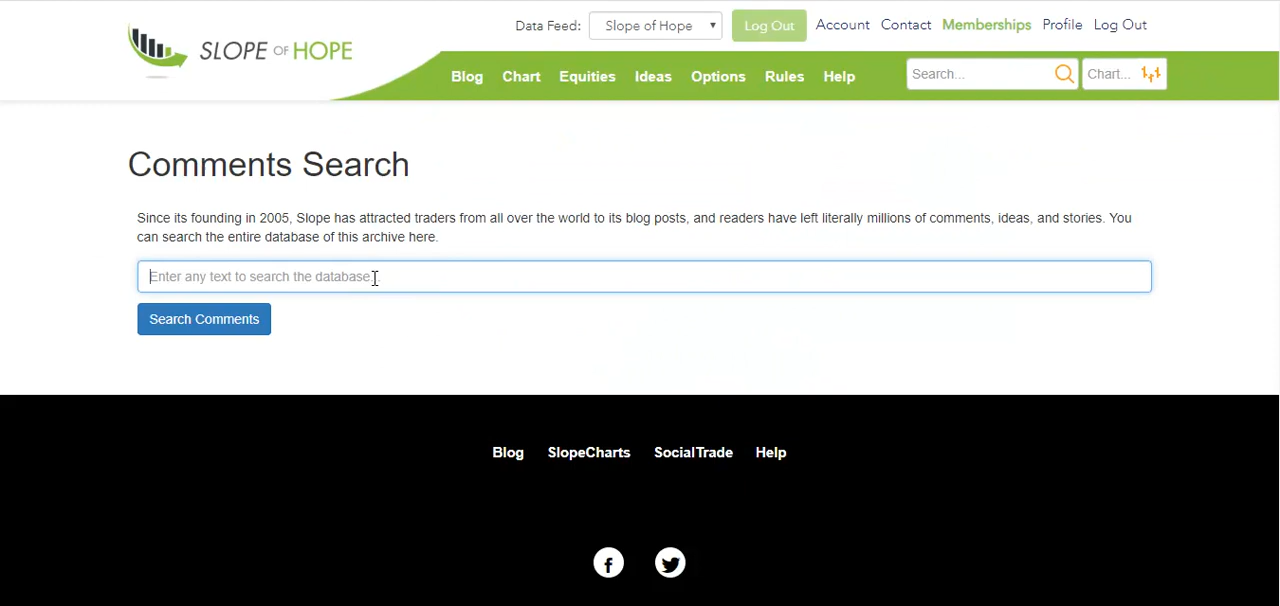 Data Feed: Slope of Hope Log Out Account Contact Memberships Profile Log Out
SLOPE OF HOPE
Blog Chart Equities Ideas Options Rules Help Search... Chart...
Comments Search
Since its founding in 2005, Slope has attracted traders from all over the world to its blog posts, and readers have left literally millions of comments, ideas, and stories. You
can search the entire database of this archive here.
Enter any text to search the database...
Search Comments
Blog SlopeCharts SocialTrade Help